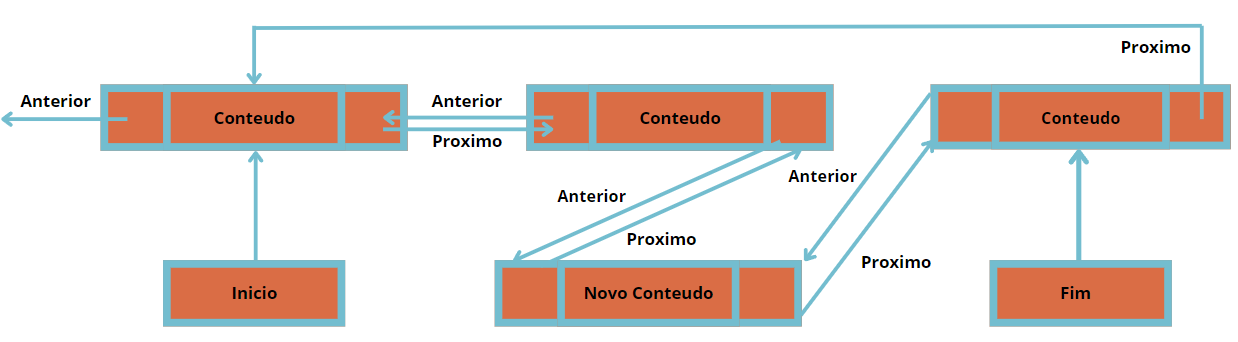 Proximo
Anterior
Conteudo
Anterior
Proximo
Conteudo
Conteudo
Anterior
Anterior
Proximo
Proximo
Inicio
Novo Conteudo
Fim